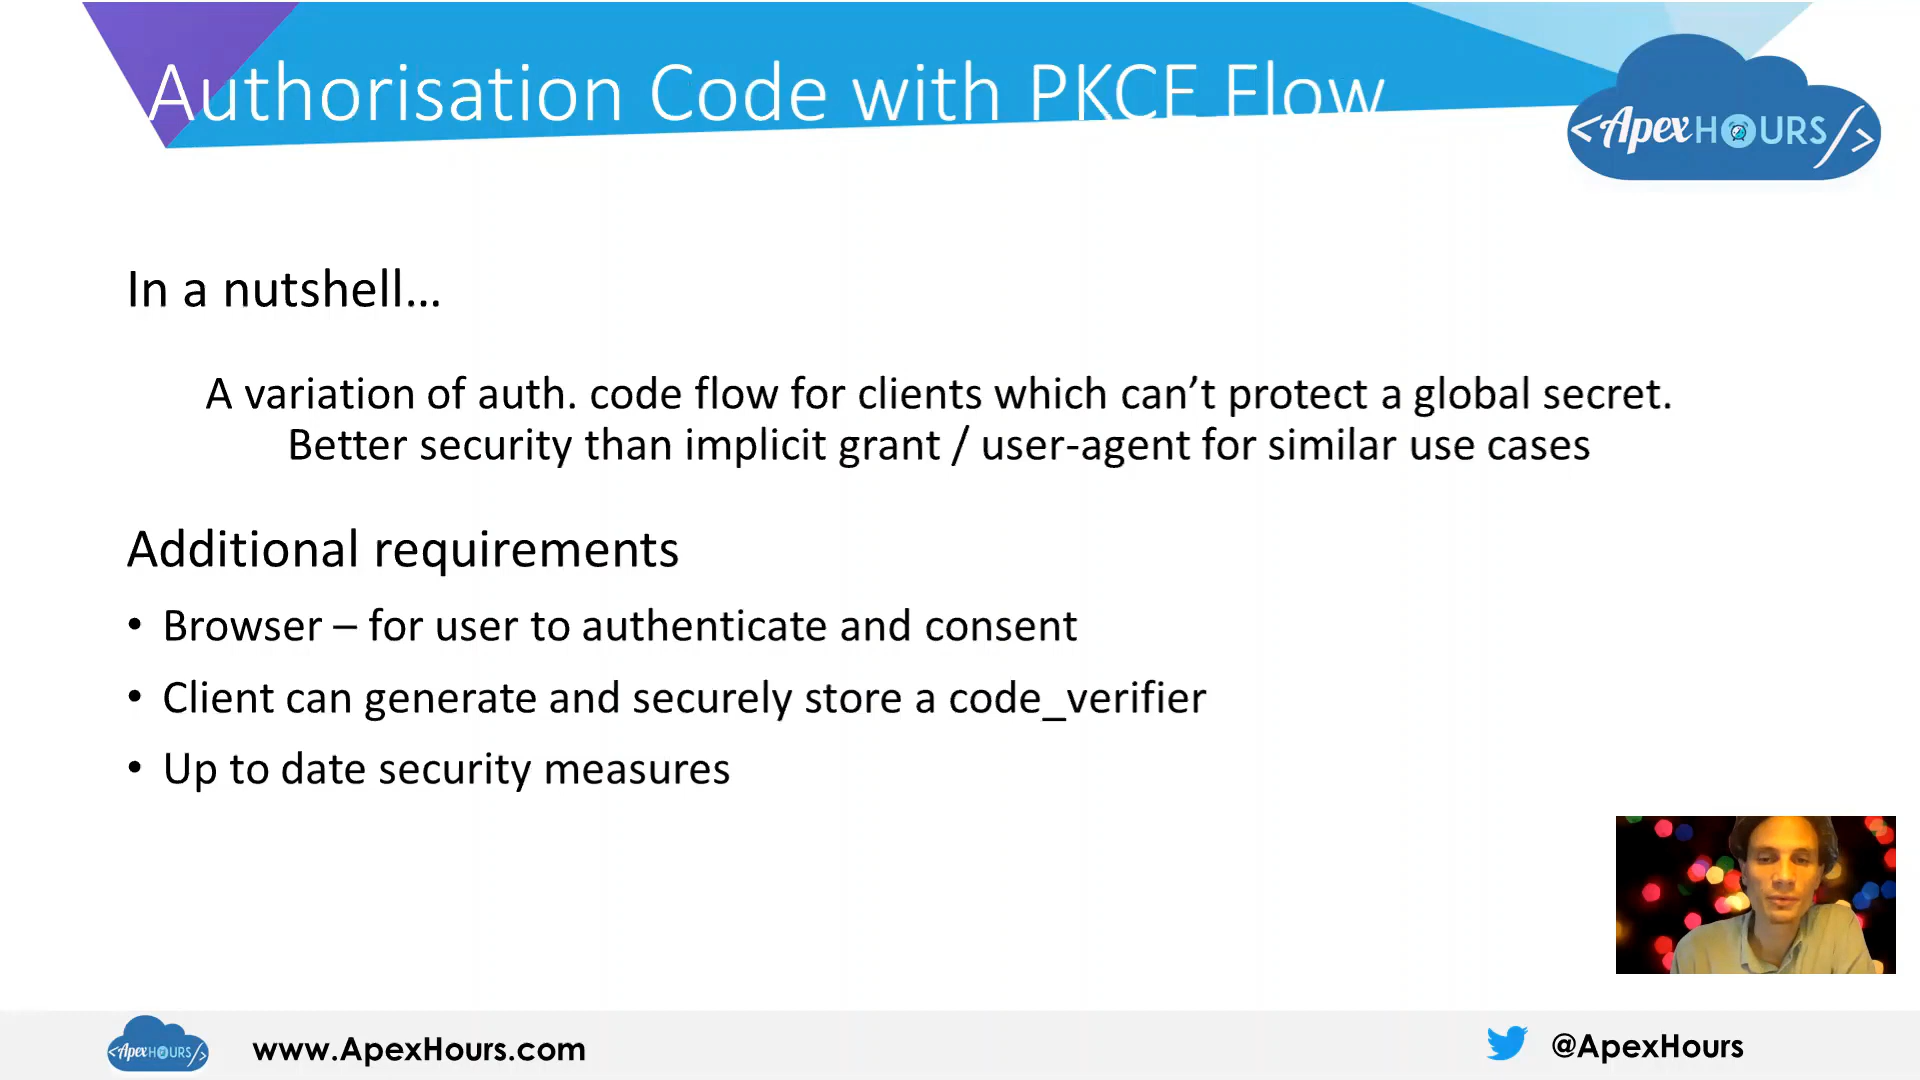 Authorisation Code with PKCE Flow
<ApexHOURS/>
In a nutshell…
A variation of auth. code flow for clients which can’t protect a global secret.
Better security than implicit grant / user-agent for similar use cases
Additional requirements
• Browser – for user to authenticate and consent
• Client can generate and securely store a code_verifier
• Up to date security measures
<ApexHOURS/>
www.ApexHours.com
@ApexHours